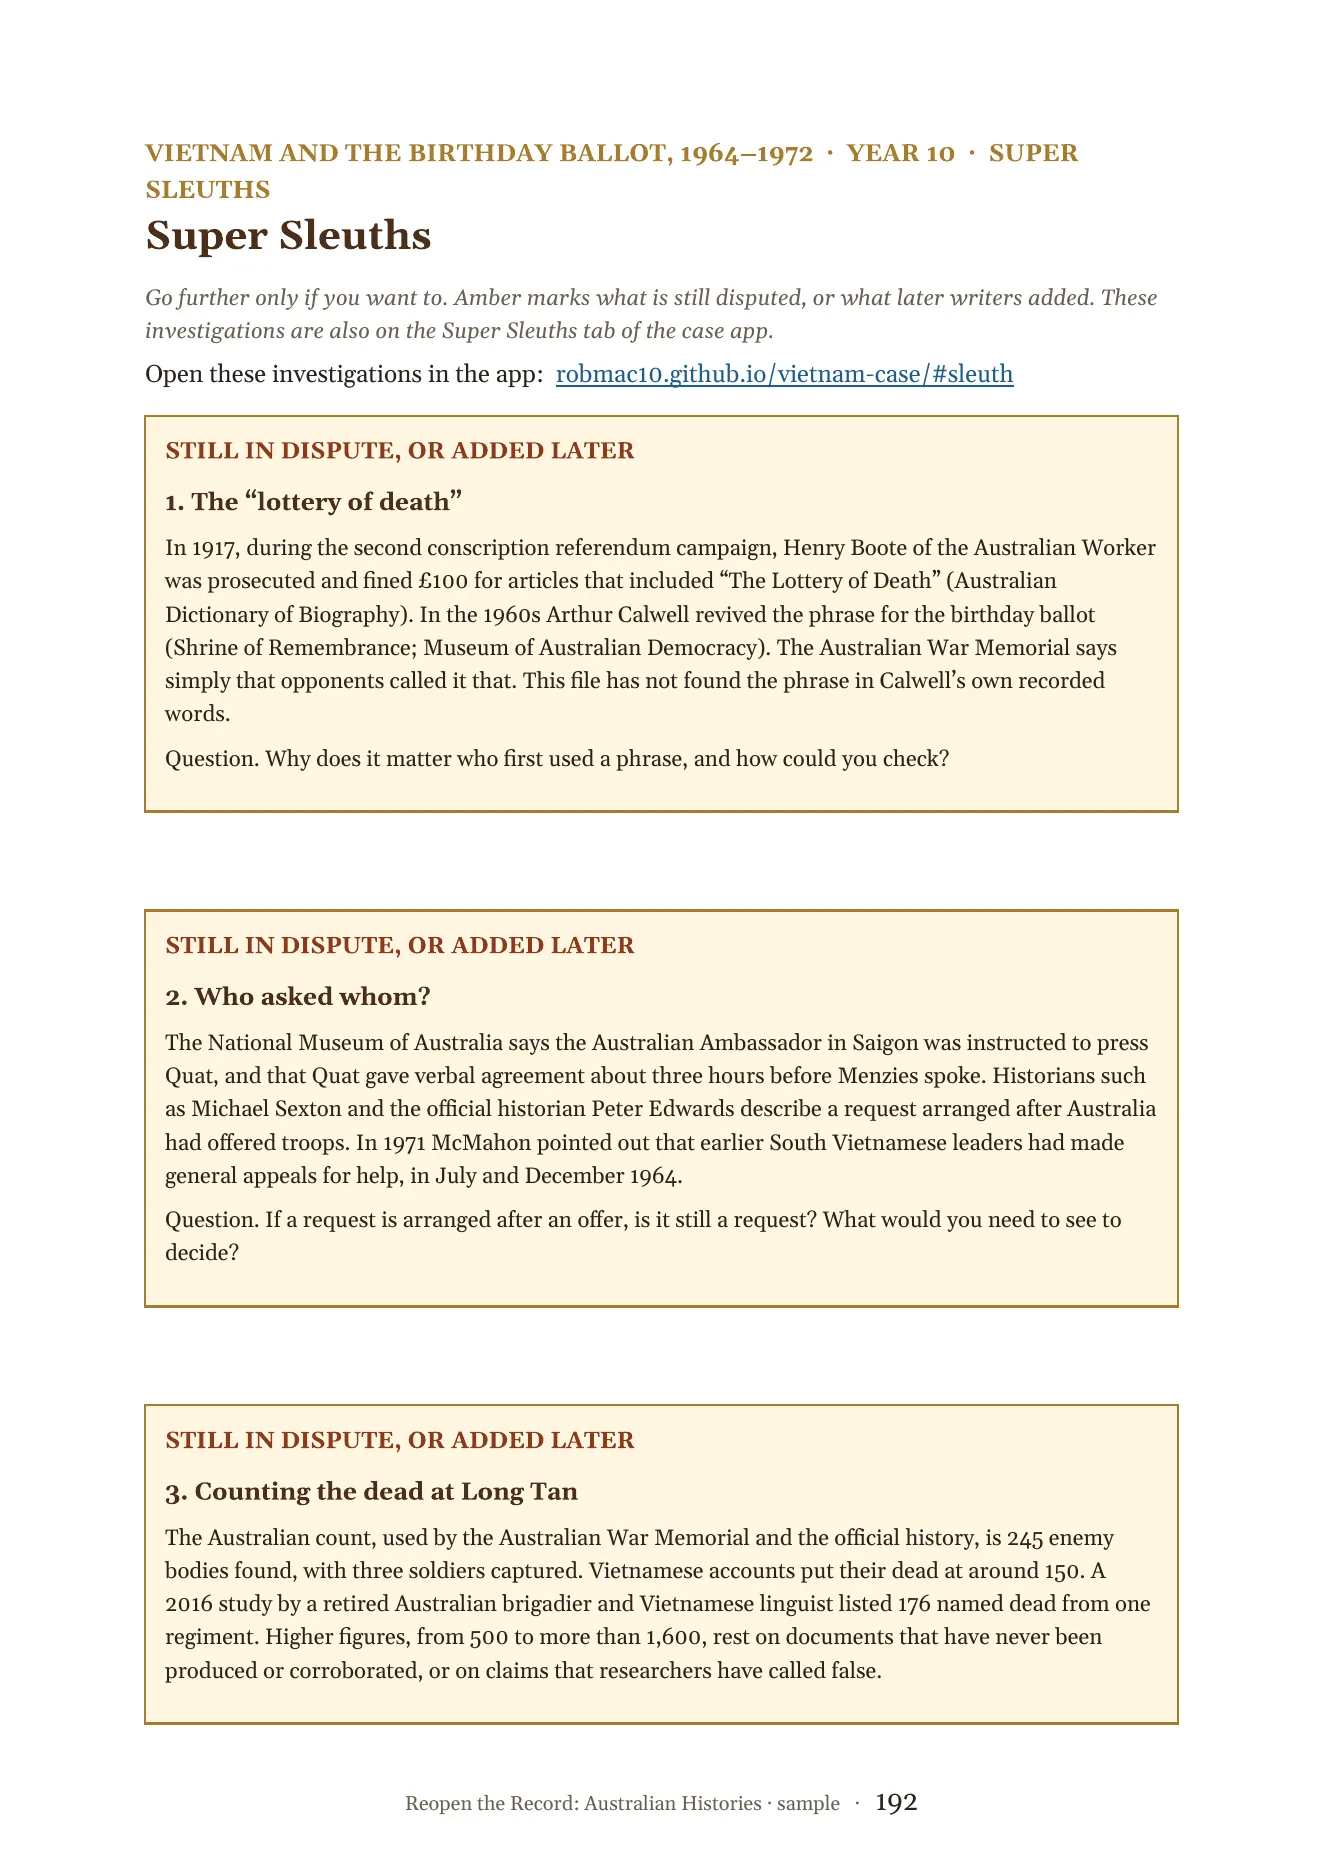 VIETNAM AND THE BIRTHDAY BALLOT, 1964–1972 · YEAR 10 · SUPER
SLEUTHS
Super Sleuths
Go further only if you want to. Amber marks what is still disputed, or what later writers added. These
investigations are also on the Super Sleuths tab of the case app.
Open these investigations in the app: robmac10.github.io/vietnam-case/#sleuth
STILL IN DISPUTE, OR ADDED LATER
1. The “lottery of death”
In 1917, during the second conscription referendum campaign, Henry Boote of the Australian Worker
was prosecuted and fined £100 for articles that included “The Lottery of Death” (Australian
Dictionary of Biography). In the 1960s Arthur Calwell revived the phrase for the birthday ballot
(Shrine of Remembrance; Museum of Australian Democracy). The Australian War Memorial says
simply that opponents called it that. This file has not found the phrase in Calwell’s own recorded
words.
Question. Why does it matter who first used a phrase, and how could you check?
STILL IN DISPUTE, OR ADDED LATER
2. Who asked whom?
The National Museum of Australia says the Australian Ambassador in Saigon was instructed to press
Quat, and that Quat gave verbal agreement about three hours before Menzies spoke. Historians such
as Michael Sexton and the official historian Peter Edwards describe a request arranged after Australia
had offered troops. In 1971 McMahon pointed out that earlier South Vietnamese leaders had made
general appeals for help, in July and December 1964.
Question. If a request is arranged after an offer, is it still a request? What would you need to see to
decide?
STILL IN DISPUTE, OR ADDED LATER
3. Counting the dead at Long Tan
The Australian count, used by the Australian War Memorial and the official history, is 245 enemy
bodies found, with three soldiers captured. Vietnamese accounts put their dead at around 150. A
2016 study by a retired Australian brigadier and Vietnamese linguist listed 176 named dead from one
regiment. Higher figures, from 500 to more than 1,600, rest on documents that have never been
produced or corroborated, or on claims that researchers have called false.
Reopen the Record: Australian Histories · sample · 192